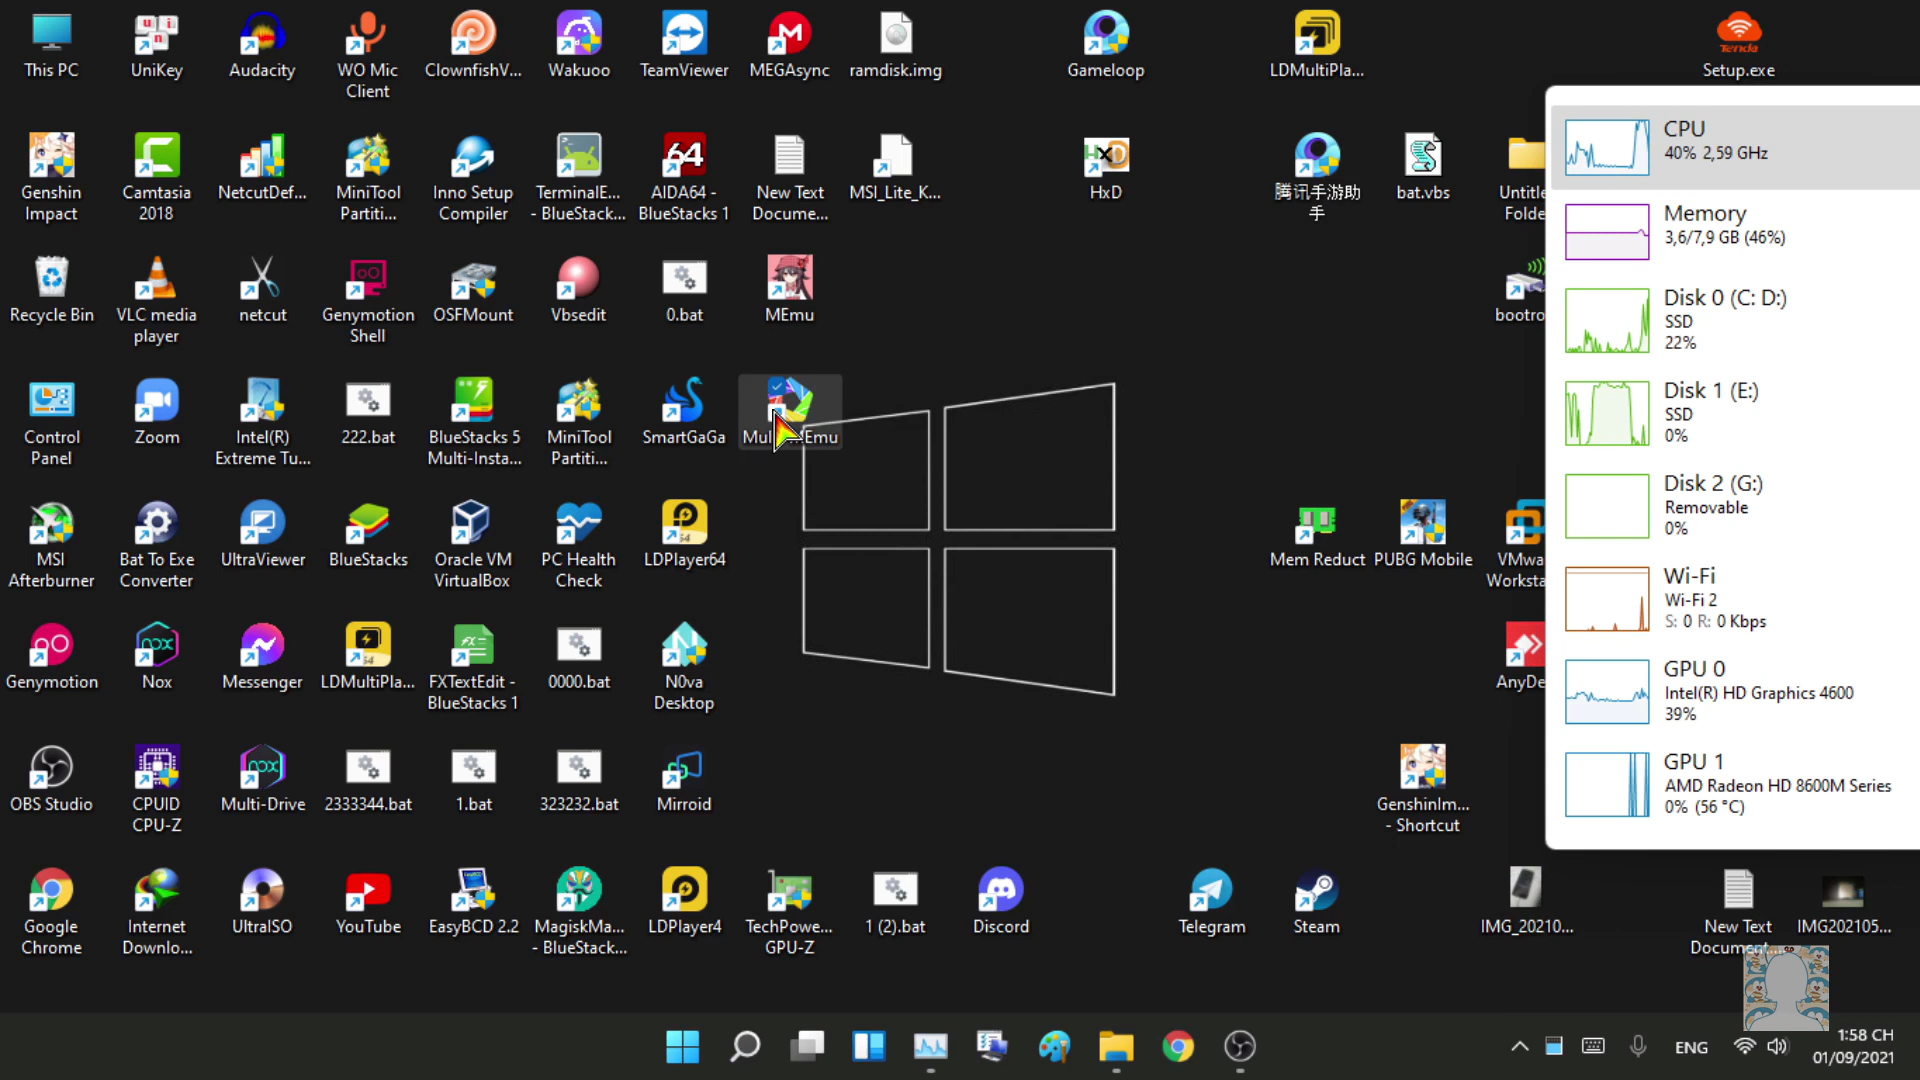 This PC
UniKey
Audacity
WO Mic
Client
ClownfishV...
Wakuoo
TeamViewer
MEGAsync
ramdisk.img
Gameloop
LDMultiPla...
Tenda
Setup.exe
Genshin
Impact
Camtasia
2018
NetcutDef...
MiniTool
Partiti...
Inno Setup
Compiler
TerminalE...
- BlueStack...
64
AIDA64 -
BlueStacks 1
New Text
Docume...
MSI_Lite_K...
HxD
HxD
腾讯手游助
手
bat.vbs
Untitle
Folde
Recycle Bin
VLC media
player
netcut
Genymotion
Shell
OSFMount
Vbsedit
0.bat
MEmu
bootro
Control
Panel
Zoom
Intel(R)
Extreme Tu...
222.bat
BlueStacks 5
Multi-Insta...
MiniTool
Partiti...
SmartGaGa
Mul
MEmu
MSI
Afterburner
Bat To Exe
Converter
UltraViewer
BlueStacks
Oracle VM
VirtualBox
PC Health
Check
LDPlayer64
Mem Reduct
PUBG Mobile
VMwa
Worksta
Genymotion
Nox
Messenger
LDMultiPla...
FXTextEdit -
BlueStacks 1
0000.bat
N0va
Desktop
AnyDe
OBS Studio
CPUID
CPU-Z
Multi-Drive
2333344.bat
1.bat
323232.bat
Mirroid
GenshinIm...
- Shortcut
Google
Chrome
Internet
Downlo...
UltraISO
YouTube
EasyBCD 2.2
MagiskMa...
- BlueStack...
LDPlayer4
TechPowe...
GPU-Z
1 (2).bat
Discord
Telegram
Steam
IMG_20210...
New Text
Document...
IMG202105...
CPU
40% 2,59 GHz
Memory
3,6/7,9 GB (46%)
Disk 0 (C: D:)
SSD
22%
Disk 1 (E:)
SSD
0%
Disk 2 (G:)
Removable
0%
Wi-Fi
Wi-Fi 2
S: 0 R: 0 Kbps
GPU 0
Intel(R) HD Graphics 4600
39%
GPU 1
AMD Radeon HD 8600M Series
0% (56 °C)
ENG
1:58 CH
01/09/2021